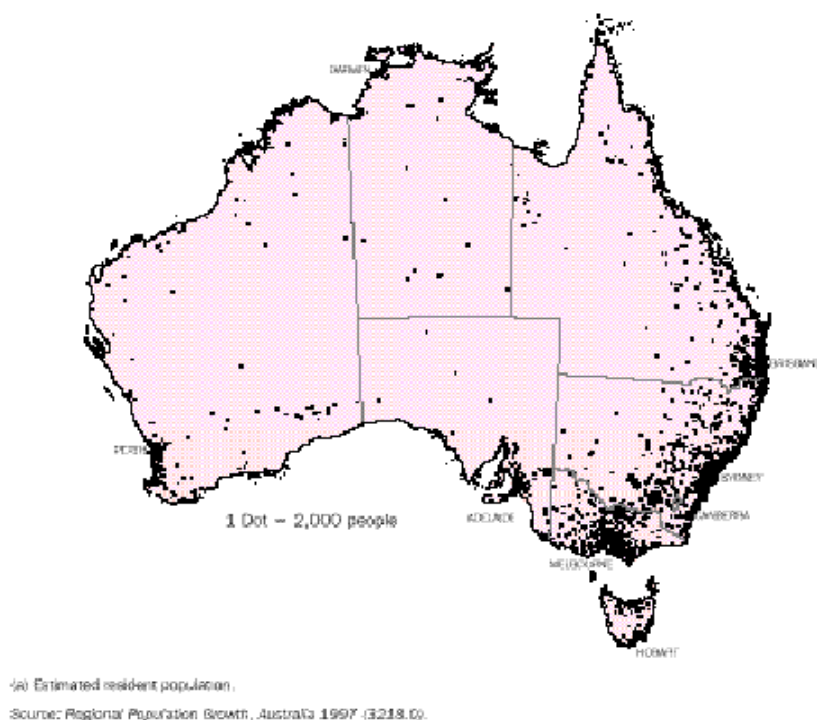 DARWIN
BRISBANE
PERTH
SYDNEY
1 Dot – 2,000 people
ADELAIDE
CANBERRA
MELBOURNE
HOBART
(a) Estimated resident population.
Source: Regional Population Growth, Australia 1997 (3218.0).